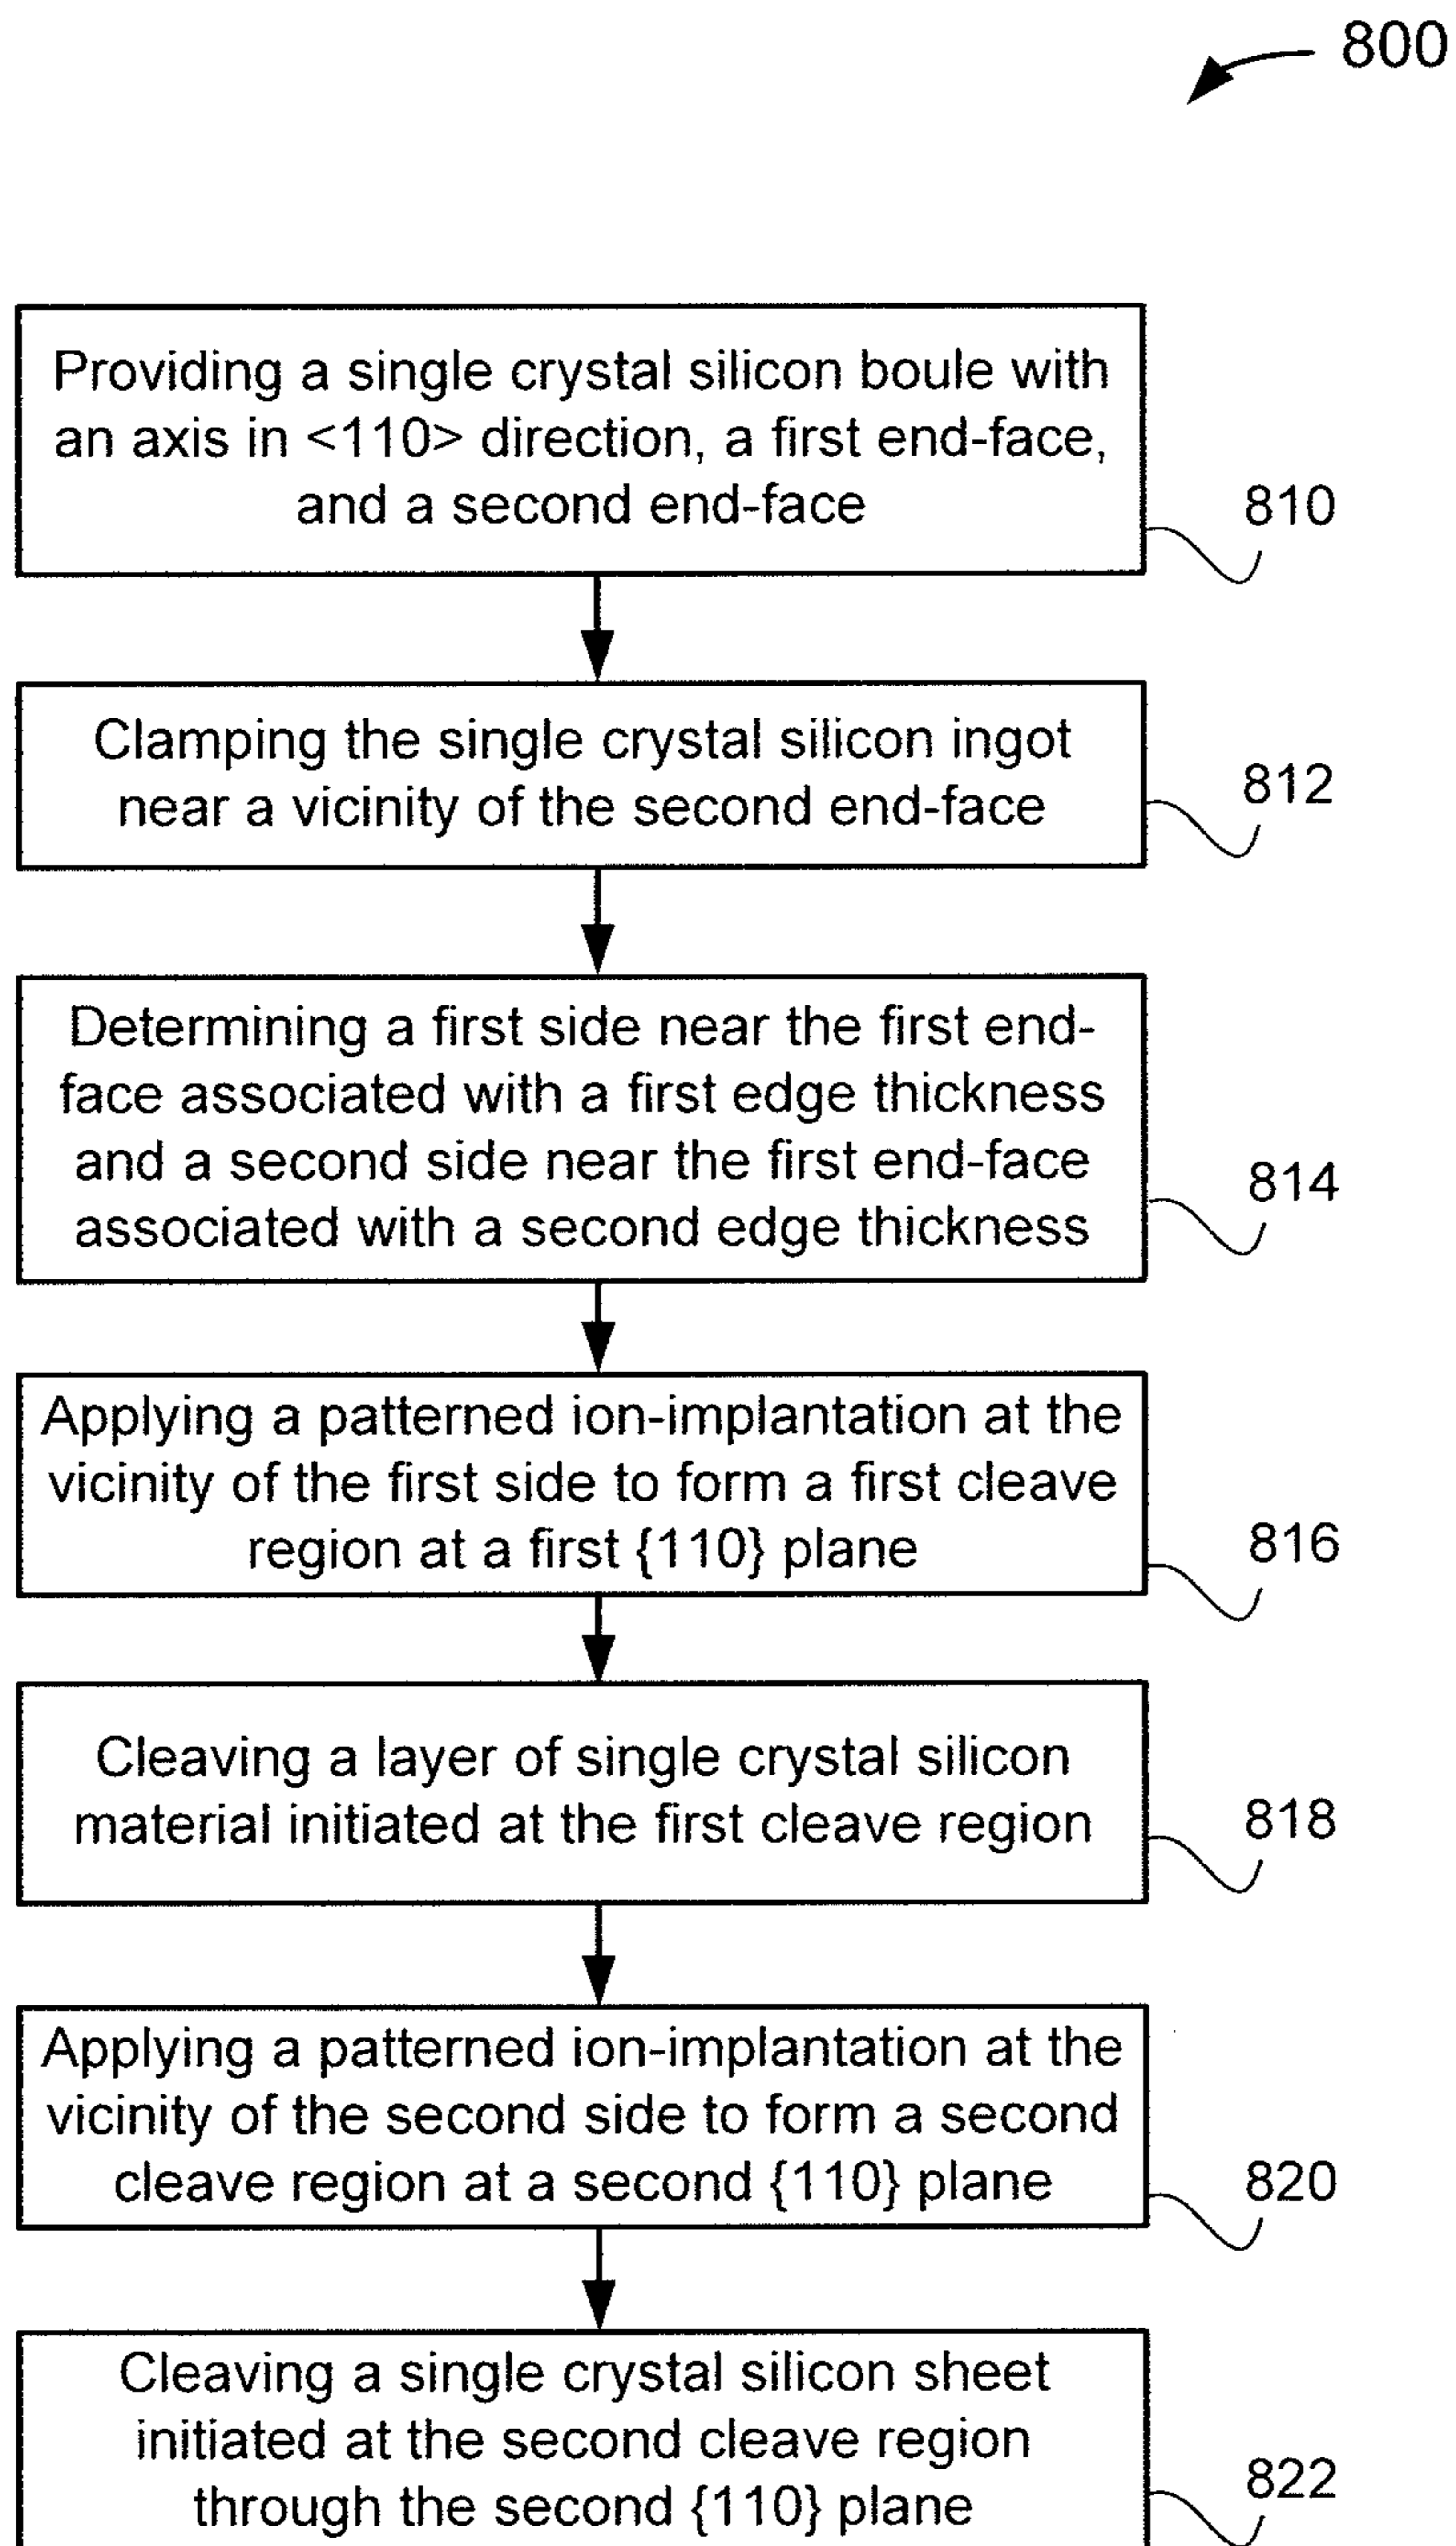 800
Providing a single crystal silicon boule with
an axis in <110> direction, a first end-face,
and a second end-face
810
Clamping the single crystal silicon ingot
near a vicinity of the second end-face
812
Determining a first side near the first end-
face associated with a first edge thickness
and a second side near the first end-face
associated with a second edge thickness
814
Applying a patterned ion-implantation at the
vicinity of the first side to form a first cleave
region at a first {110} plane
816
Cleaving a layer of single crystal silicon
material initiated at the first cleave region
818
Applying a patterned ion-implantation at the
vicinity of the second side to form a second
cleave region at a second {110} plane
820
Cleaving a single crystal silicon sheet
initiated at the second cleave region
through the second {110} plane
822